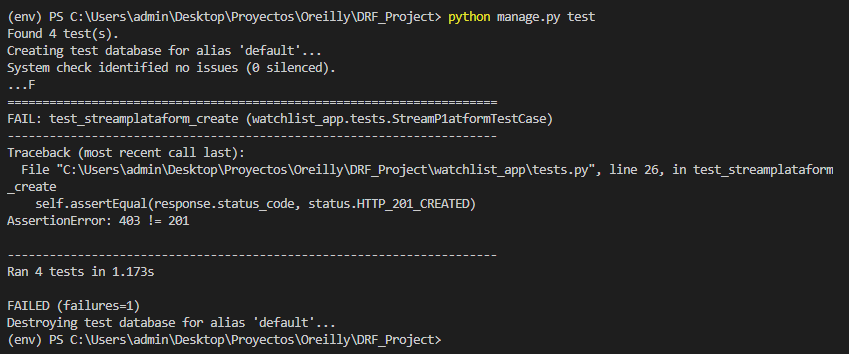 (env) PS C:\Users\admin\Desktop\Proyectos\Oreilly\DRF_Project> python manage.py test
Found 4 test(s).
Creating test database for alias 'default'...
System check identified no issues (0 silenced).
...F
======================================================================
FAIL: test_streamplataform_create (watchlist_app.tests.StreamP1atformTestCase)
----------------------------------------------------------------------
Traceback (most recent call last):
  File "C:\Users\admin\Desktop\Proyectos\Oreilly\DRF_Project\watchlist_app\tests.py", line 26, in test_streamplataform
_create
    self.assertEqual(response.status_code, status.HTTP_201_CREATED)
AssertionError: 403 != 201
----------------------------------------------------------------------
Ran 4 tests in 1.173s
FAILED (failures=1)
Destroying test database for alias 'default'...
(env) PS C:\Users\admin\Desktop\Proyectos\Oreilly\DRF_Project>